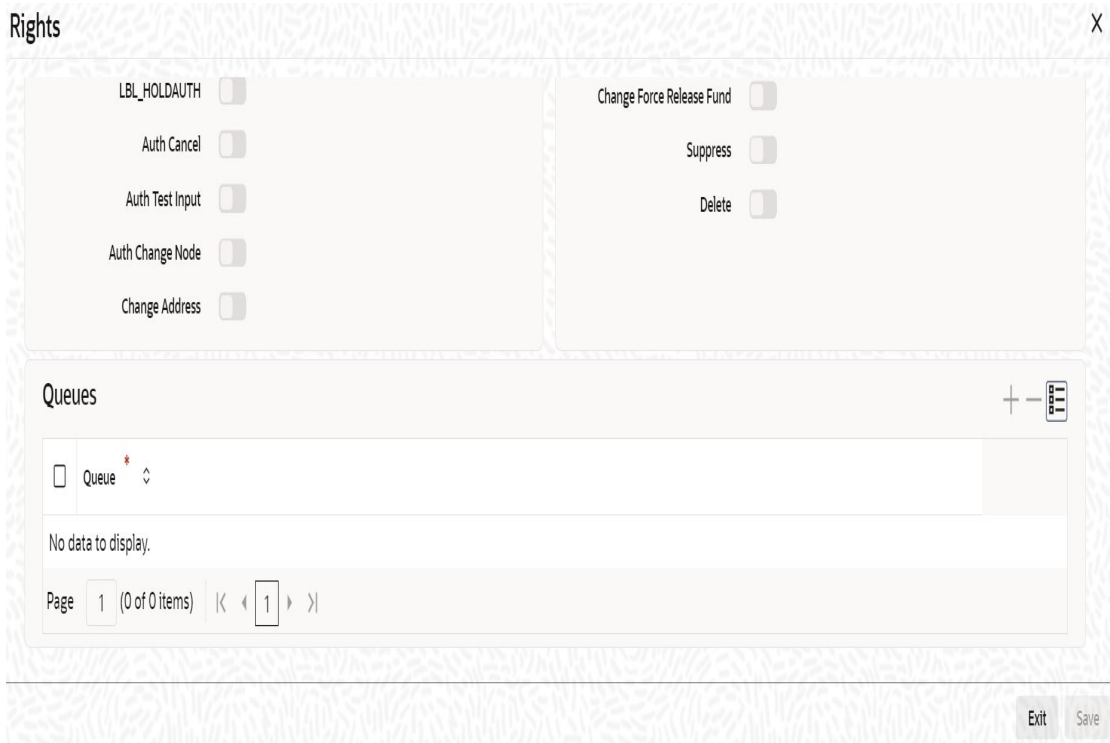 Rights
X
LBL_HOLDAUTH
Auth Cancel
Auth Test Input
Auth Change Node
Change Address
Change Force Release Fund
Suppress
Delete
Queues
Queue *
No data to display.
Page 1 (0 of 0 items) 1
Exit Save